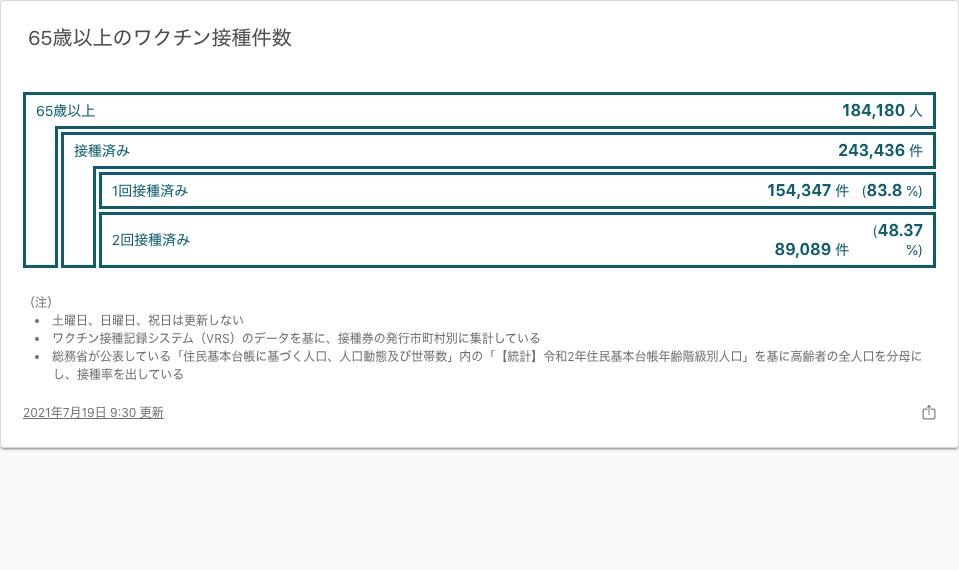 65歳以上のワクチン接種件数
65歳以上 184,180 人
接種済み 243,436 件
1回接種済み 154,347 件 (83.8 %)
2回接種済み 89,089 件 (48.37 %)
（注）
• 土曜日、日曜日、祝日は更新しない
• ワクチン接種記録システム（VRS）のデータを基に、接種券の発行市町村別に集計している
• 総務省が公表している「住民基本台帳に基づく人口、人口動態及び世帯数」内の「【統計】令和2年住民基本台帳年齢階級別人口」を基に高齢者の全人口を分母に
し、接種率を出している
2021年7月19日 9:30 更新